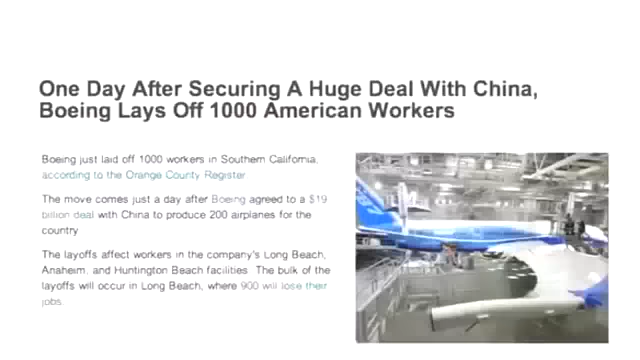 One Day After Securing A Huge Deal With China,
Boeing Lays Off 1000 American Workers
Boeing just laid off 1000 workers in Southern California,
according to the Orange County Register
The move comes just a day after Boeing agreed to a $19
billion deal with China to produce 200 airplanes for the
country
The layoffs affect workers in the company's Long Beach,
Anaheim, and Huntington Beach facilities The bulk of the
layoffs will occur in Long Beach, where 900 will lose their
jobs.